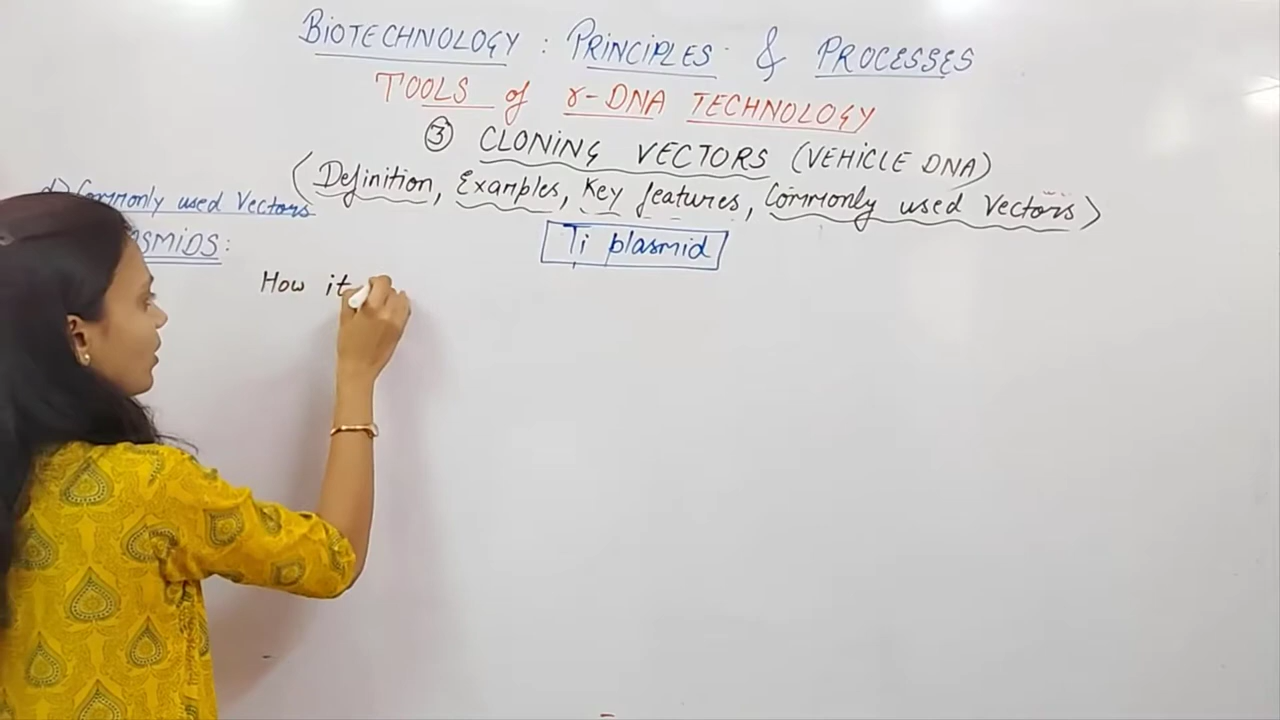 BIOTECHNOLOGY : PRINCIPLES & PROCESSES
TOOLS of r-DNA TECHNOLOGY
③ CLONING VECTORS (VEHICLE DNA)
(Definition, Examples, Key features, Commonly used Vectors)
used Vectors
Ti plasmid
How it